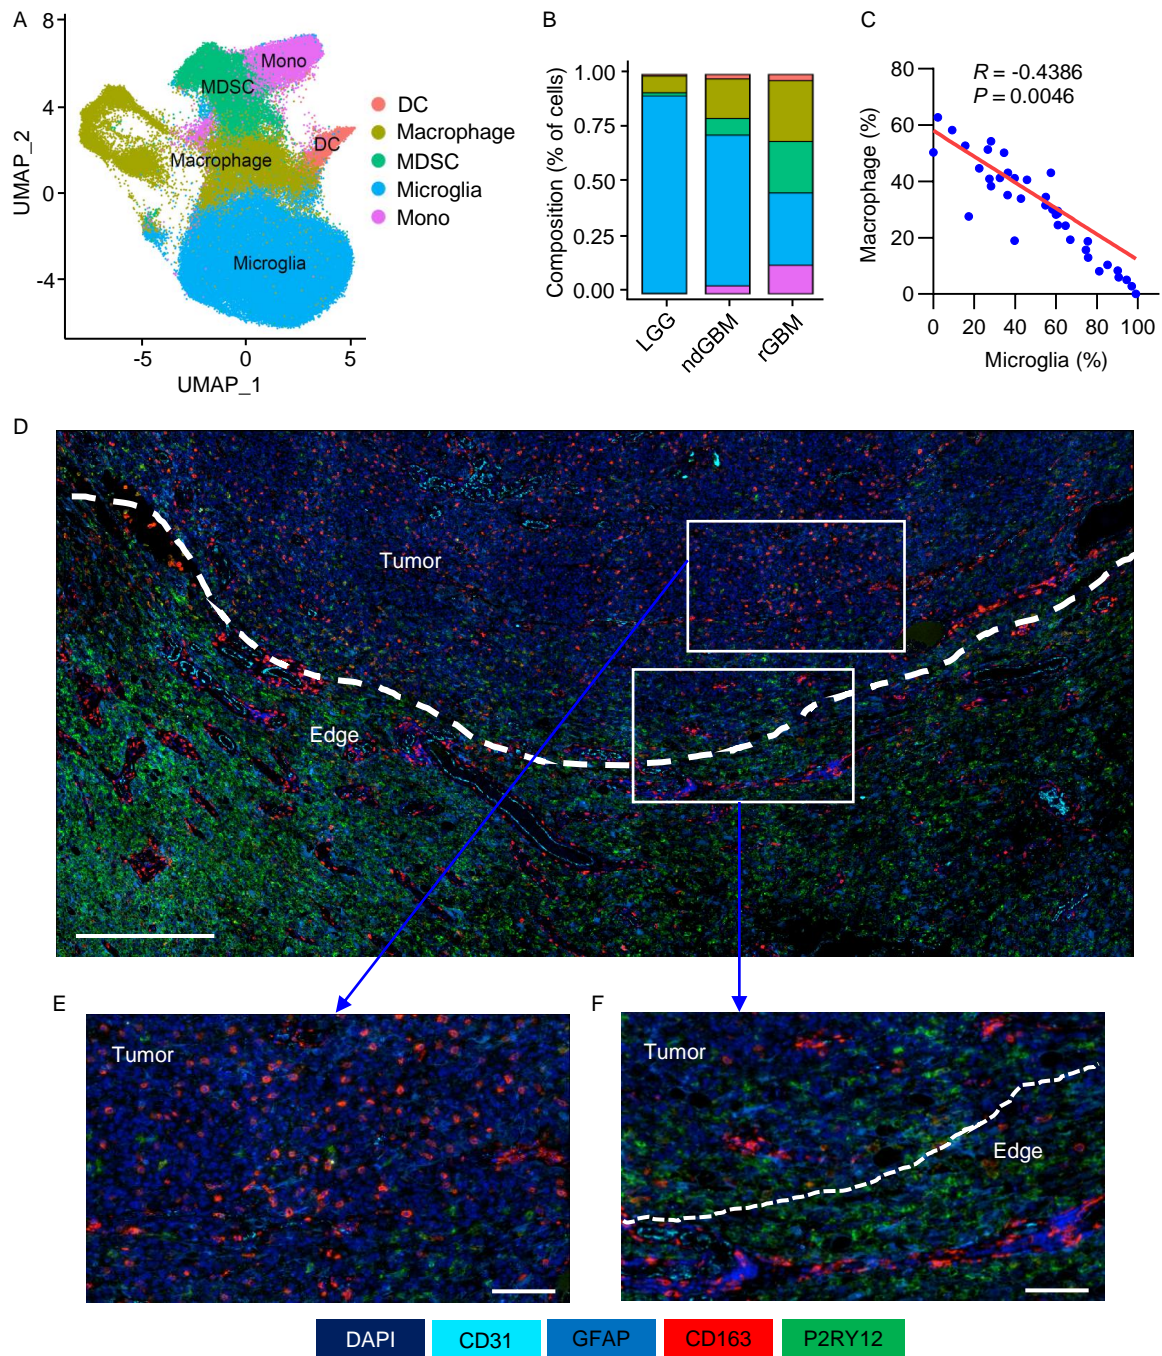 A
8
4
0
-4
UMAP_2
-5
0
5
UMAP_1
Mono
MDSC
DC
Macrophage
Microglia
DC
Macrophage
MDSC
Microglia
Mono
B
1.00
0.75
0.50
0.25
0.00
Composition (% of cells)
LGG
ndGBM
rGBM
C
R = -0.4386
P = 0.0046
80
60
40
20
0
Macrophage (%)
0 20 40 60 80 100
Microglia (%)
D
Tumor
Edge
E
Tumor
F
Tumor
Edge
DAPI CD31 GFAP CD163 P2RY12